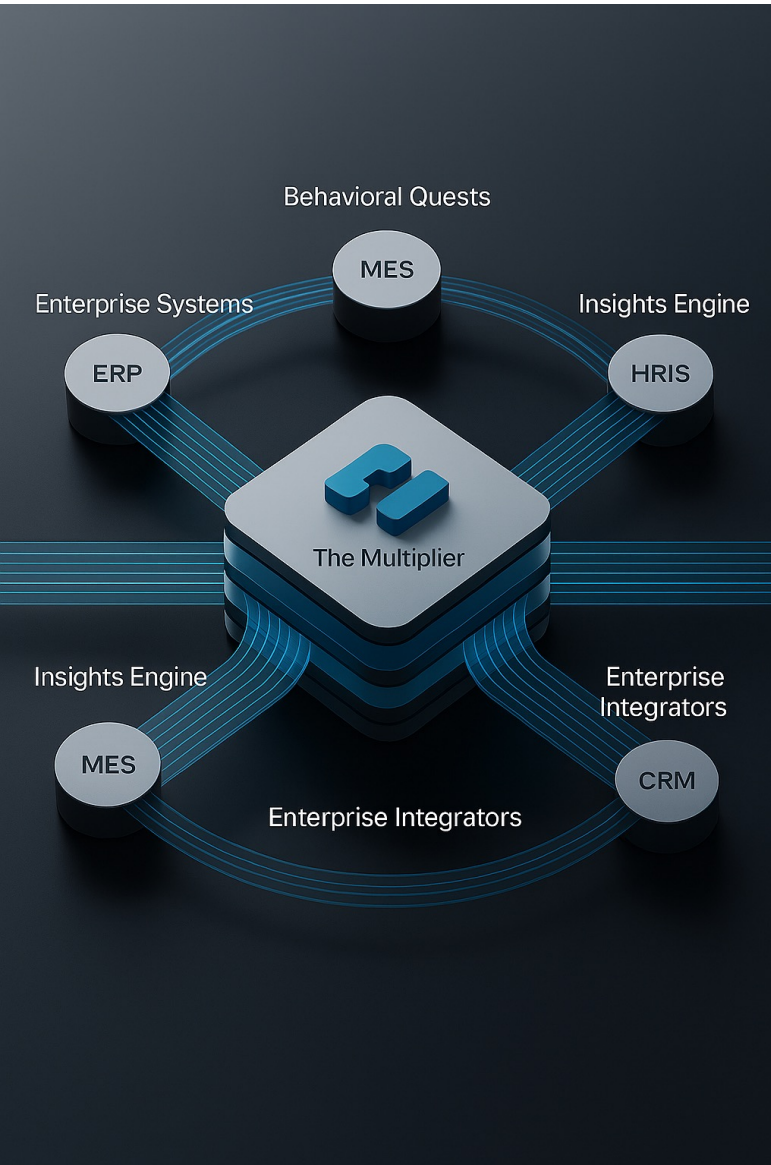 Behavioral Quests
MES
Enterprise Systems
Insights Engine
ERP
HRIS
The Multiplier
Insights Engine
Enterprise
Integrators
MES
CRM
Enterprise Integrators